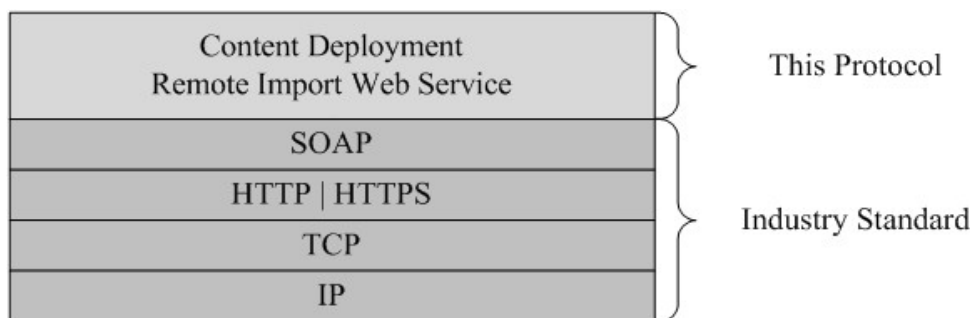 Content Deployment
Remote Import Web Service
This Protocol
SOAP
HTTP | HTTPS
TCP
IP
Industry Standard